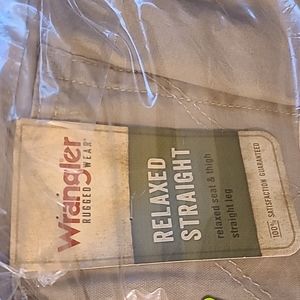 Wrangler
RUGGED WEAR®
RELAXED
STRAIGHT
relaxed seat & thigh
straight leg
100% SATISFACTION GUARANTEED